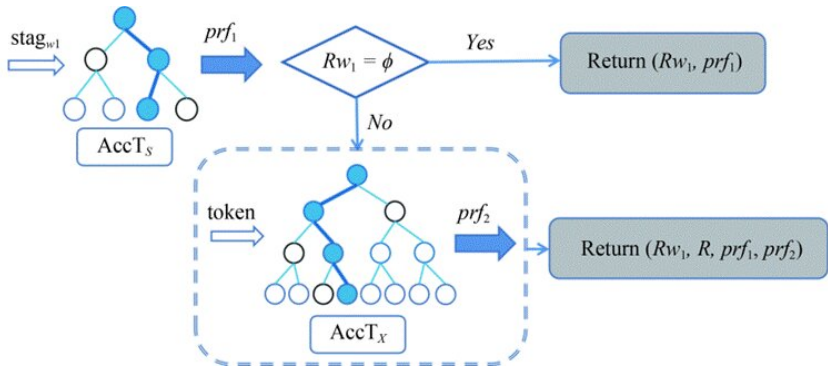 stag_w1
prf_1
Rw_1 = ϕ
Yes
Return (Rw_1, prf_1)
AccT_S
No
token
prf_2
Return (Rw_1, R, prf_1, prf_2)
AccT_X